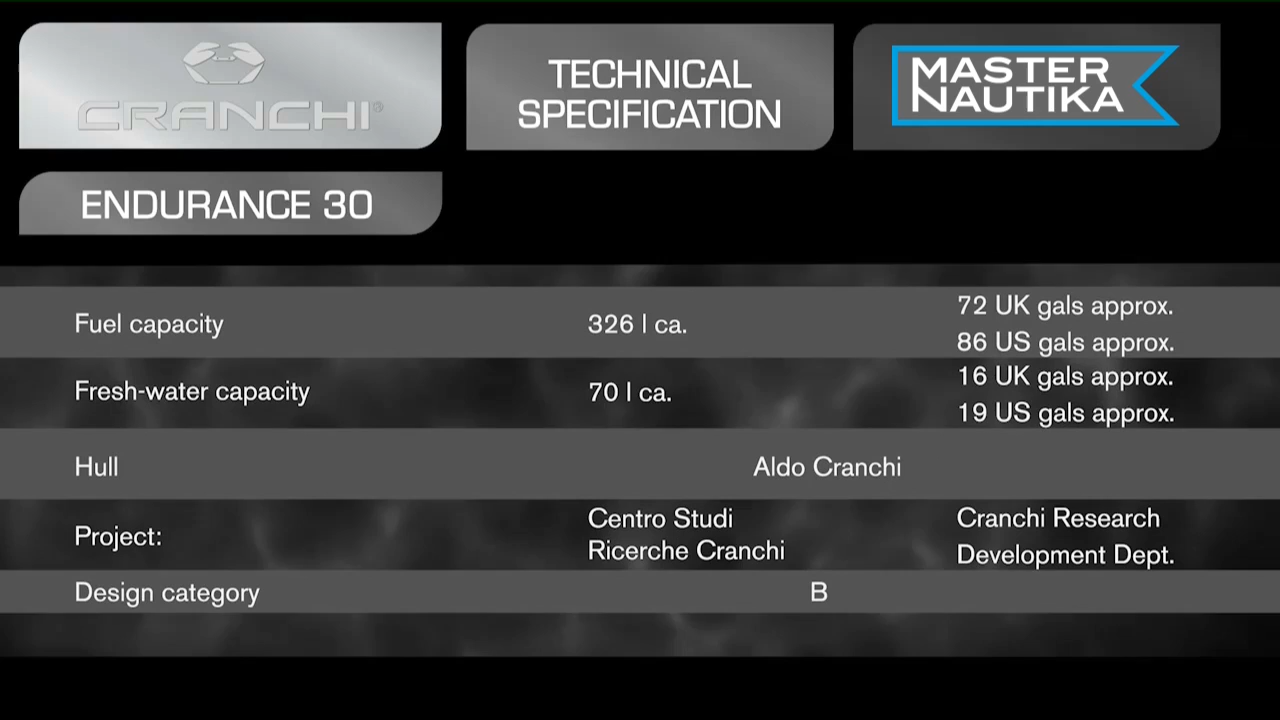 CRANCHI®
TECHNICAL
SPECIFICATION
MASTER
NAUTIKA
ENDURANCE 30
Fuel capacity
326 l ca.
72 UK gals approx.
86 US gals approx.
Fresh-water capacity
70 l ca.
16 UK gals approx.
19 US gals approx.
Hull
Aldo Cranchi
Project:
Centro Studi
Ricerche Cranchi
Cranchi Research
Development Dept.
Design category
B